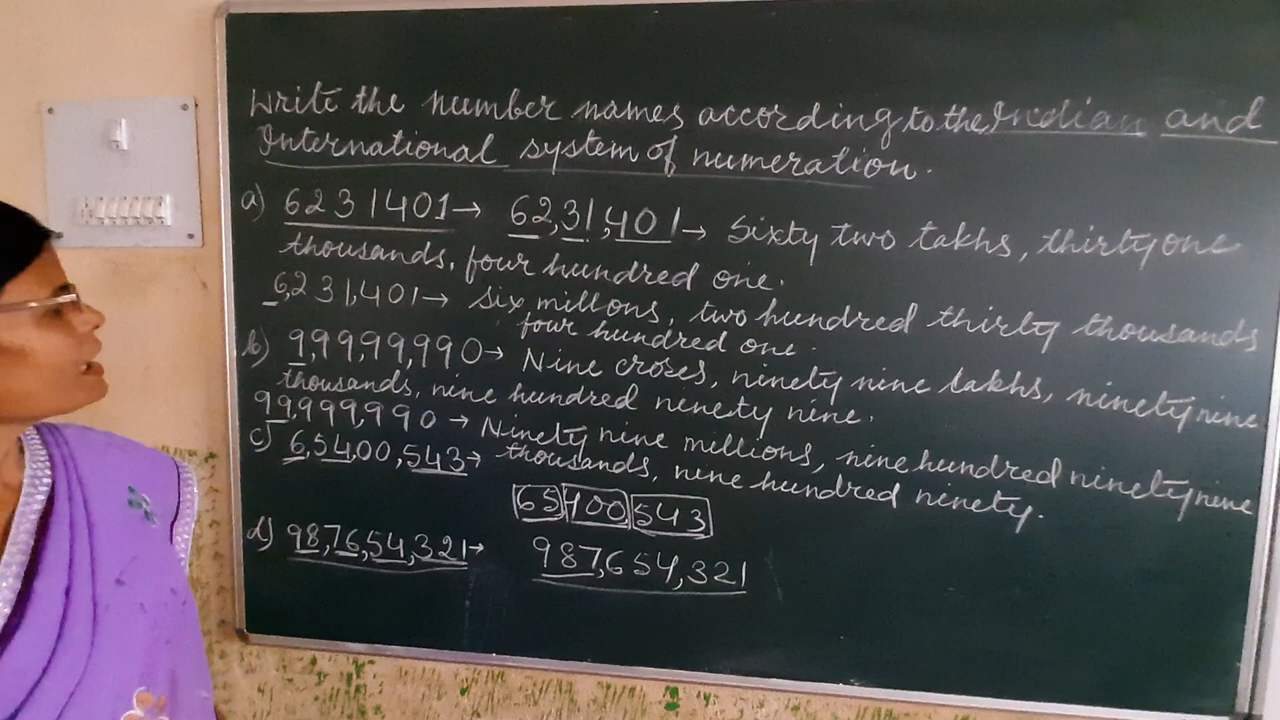 Write the number names according to the Indian and
International system of numeration.
a) 6231401→ 62,31,401→ Sixty two lakhs, thirty one
thousands, four hundred one.
6,231,401→ Six millons, two hundred thirty thousands
four hundred one.
b) 9,99,99,990→ Nine crores, ninety nine lakhs, ninety nine
thousands, nine hundred ninety nine.
99,999,990 → Ninety nine millions, nine hundred ninety nine
thousands, nine hundred ninety.
c) 6,54,00,543→
65 400 543
d) 98,76,54,321→ 987,654,321